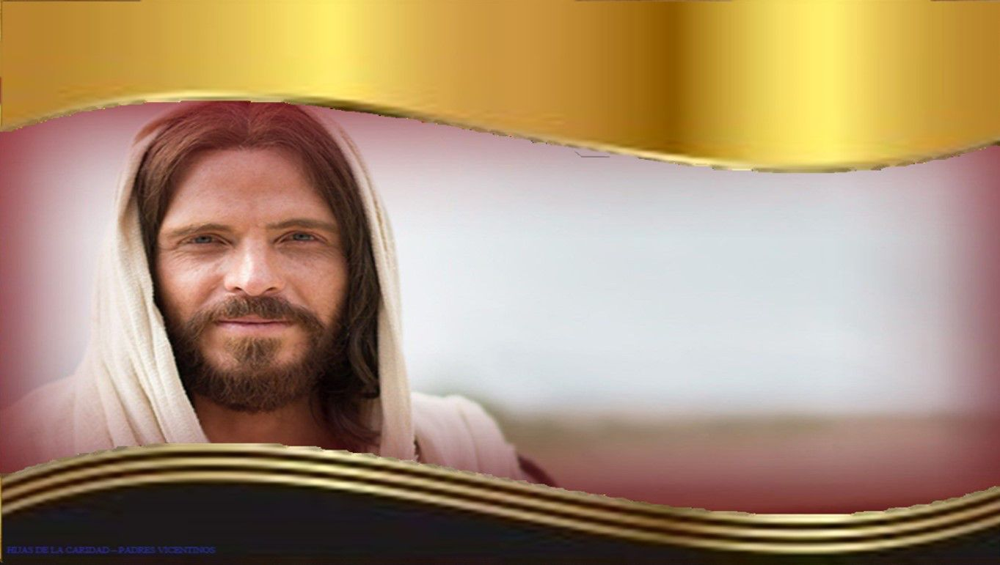 HIJAS DE LA CARIDAD – PADRES VICENTINOS